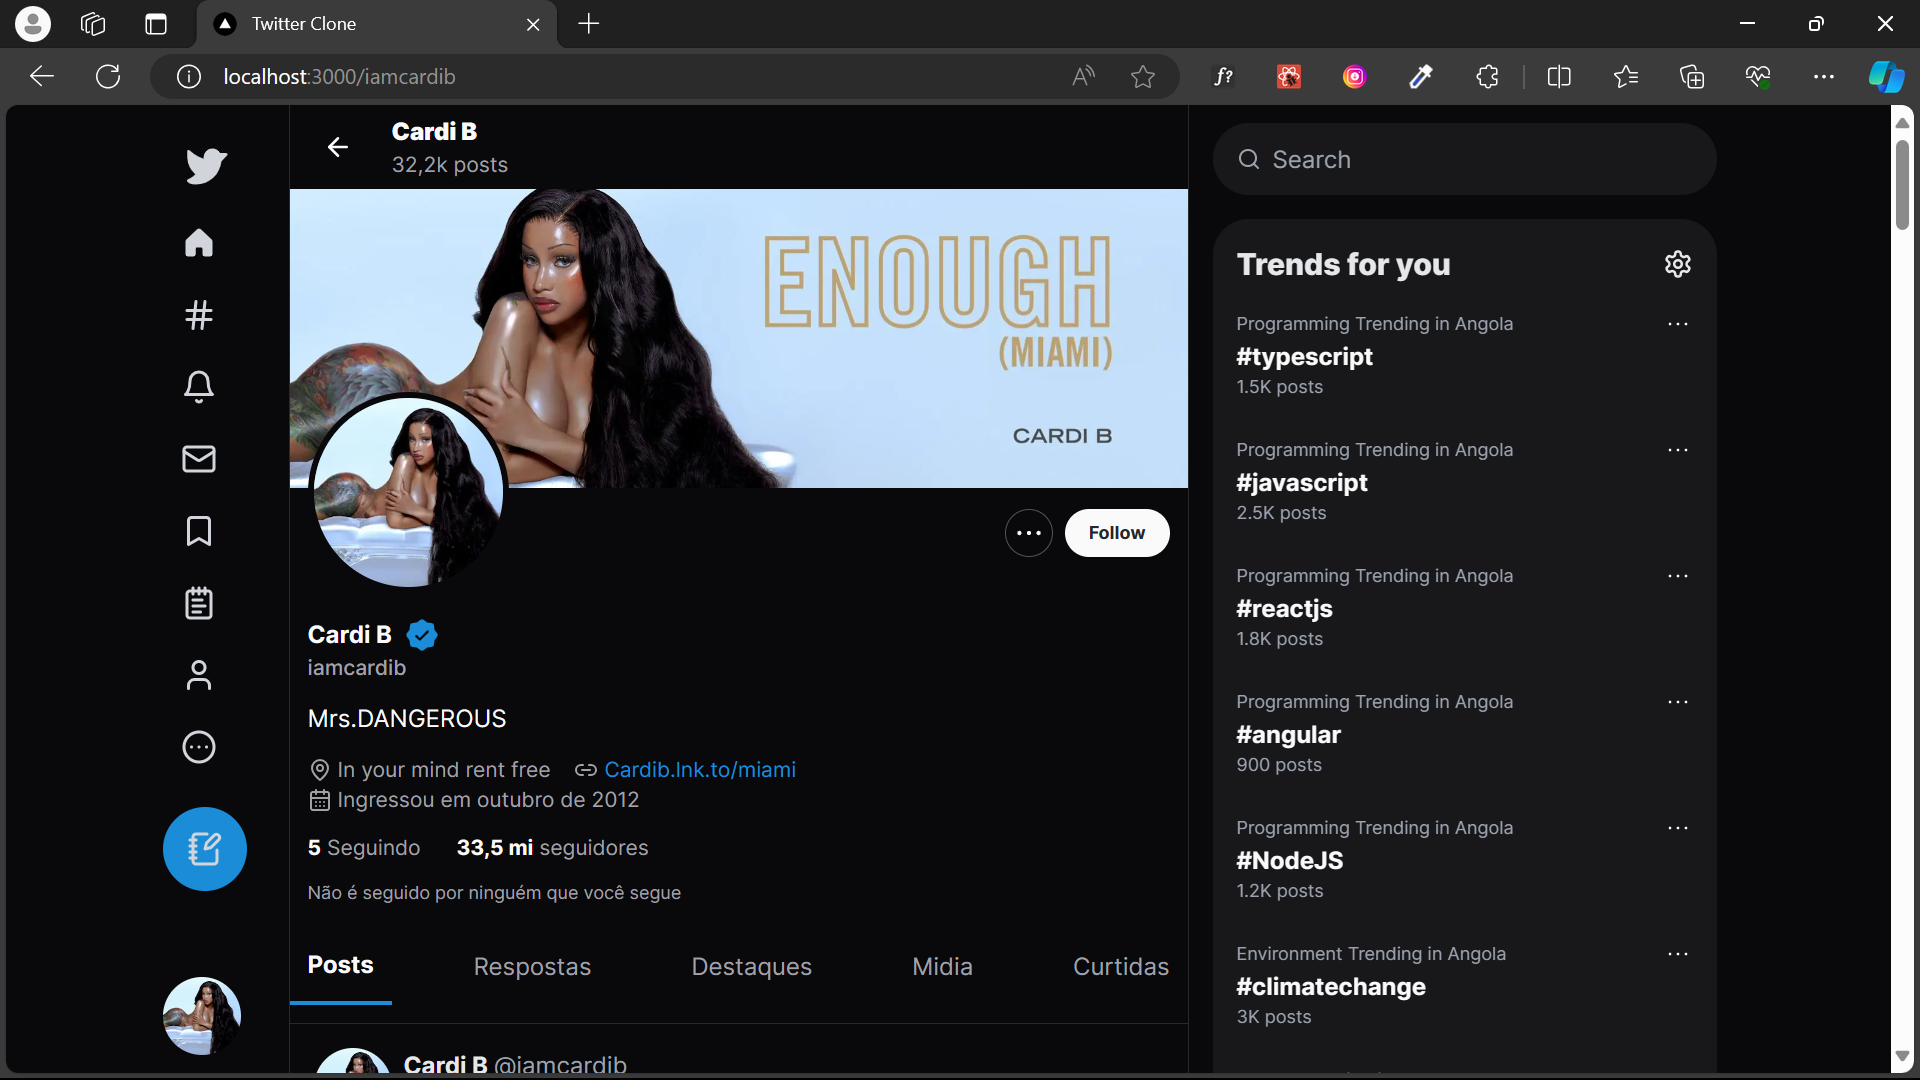 Twitter Clone
localhost:3000/iamcardib
Cardi B
32,2k posts
ENOUGH
(MIAMI)
CARDI B
Follow
Cardi B
iamcardib
Mrs.DANGEROUS
In your mind rent free Cardib.lnk.to/miami
Ingressou em outubro de 2012
5 Seguindo 33,5 mi seguidores
Não é seguido por ninguém que você segue
Posts Respostas Destaques Midia Curtidas
Cardi B @iamcardib
Search
Trends for you
Programming Trending in Angola
#typescript
1.5K posts
Programming Trending in Angola
#javascript
2.5K posts
Programming Trending in Angola
#reactjs
1.8K posts
Programming Trending in Angola
#angular
900 posts
Programming Trending in Angola
#NodeJS
1.2K posts
Environment Trending in Angola
#climatechange
3K posts